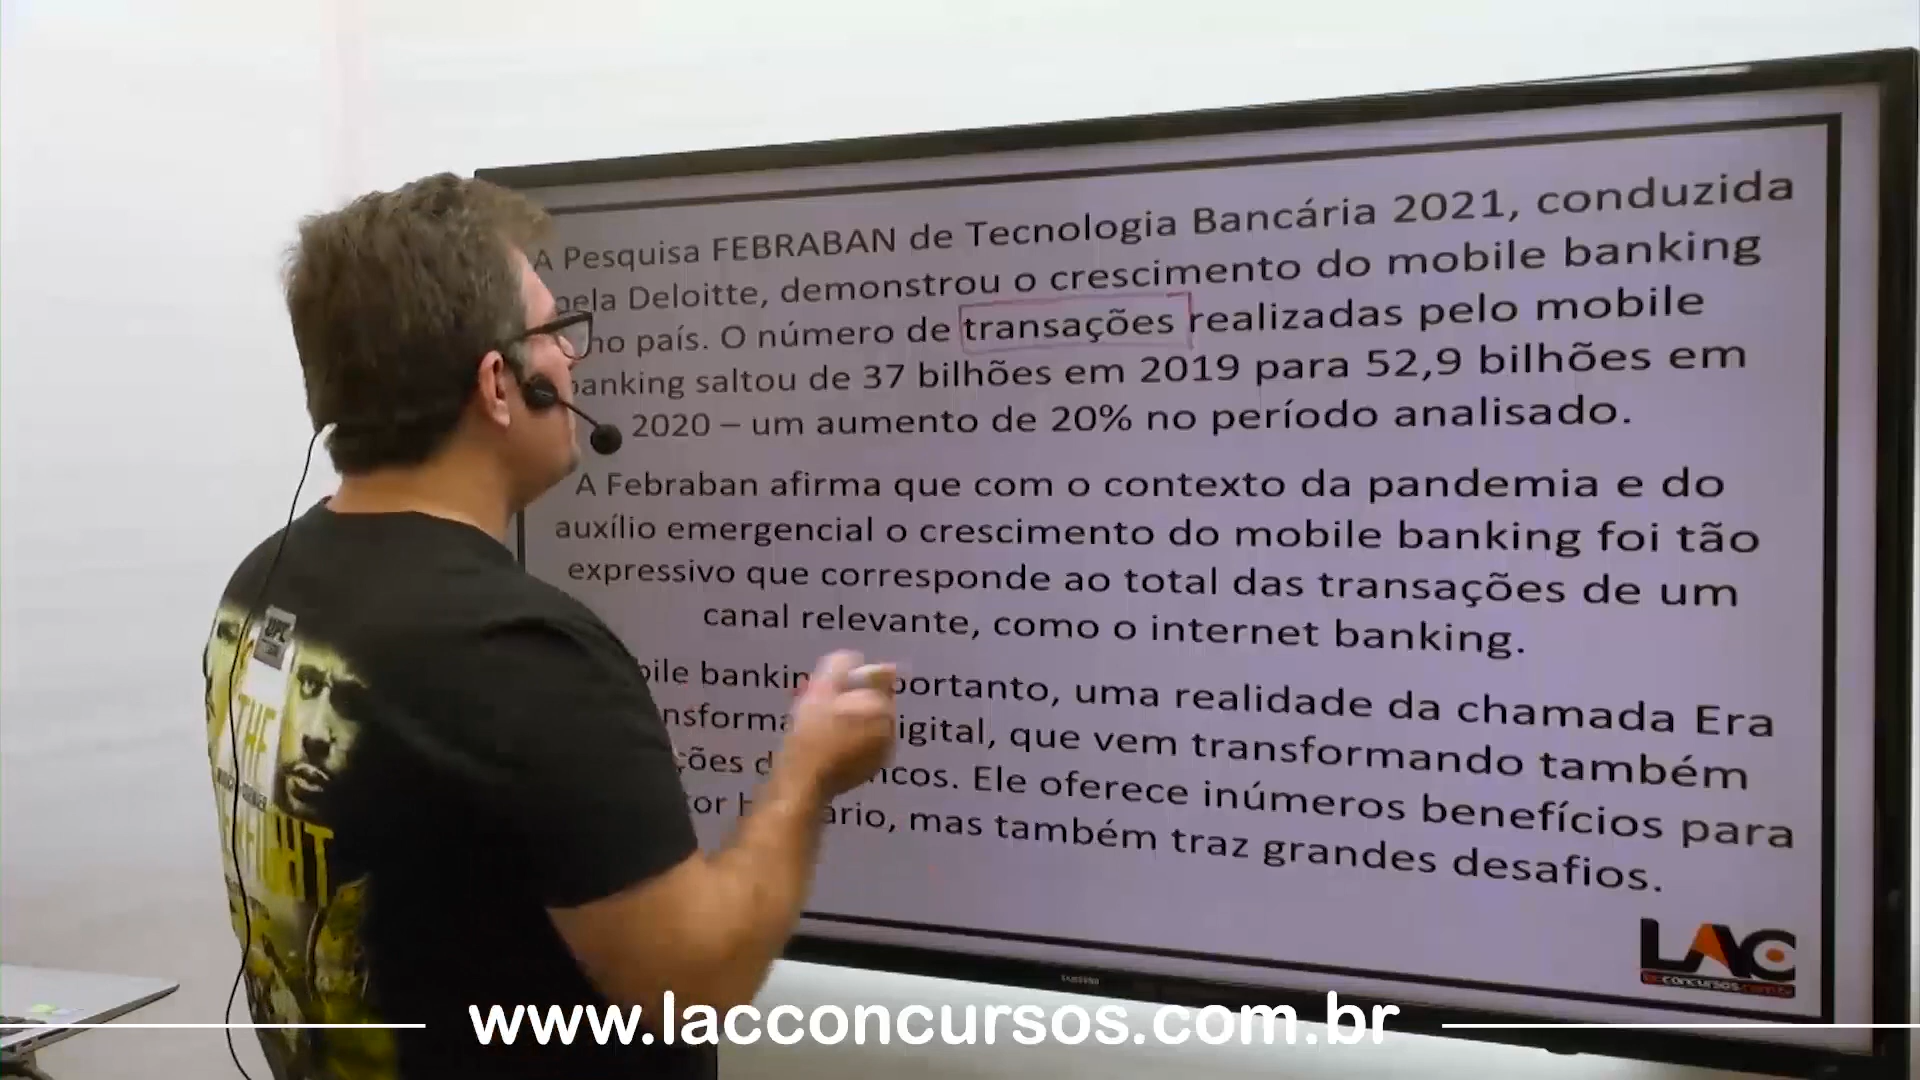 A Pesquisa FEBRABAN de Tecnologia Bancária 2021, conduzida
pela Deloitte, demonstrou o crescimento do mobile banking
no país. O número de transações realizadas pelo mobile
banking saltou de 37 bilhões em 2019 para 52,9 bilhões em
2020 – um aumento de 20% no período analisado.
A Febraban afirma que com o contexto da pandemia e do
auxílio emergencial o crescimento do mobile banking foi tão
expressivo que corresponde ao total das transações de um
canal relevante, como o internet banking.
portanto, uma realidade da chamada Era
que vem transformando também
Ele oferece inúmeros benefícios para
mas também traz grandes desafios.
UFC
THE
LAC
lacconcursos.com.br
SAMSUNG
www.lacconcursos.com.br